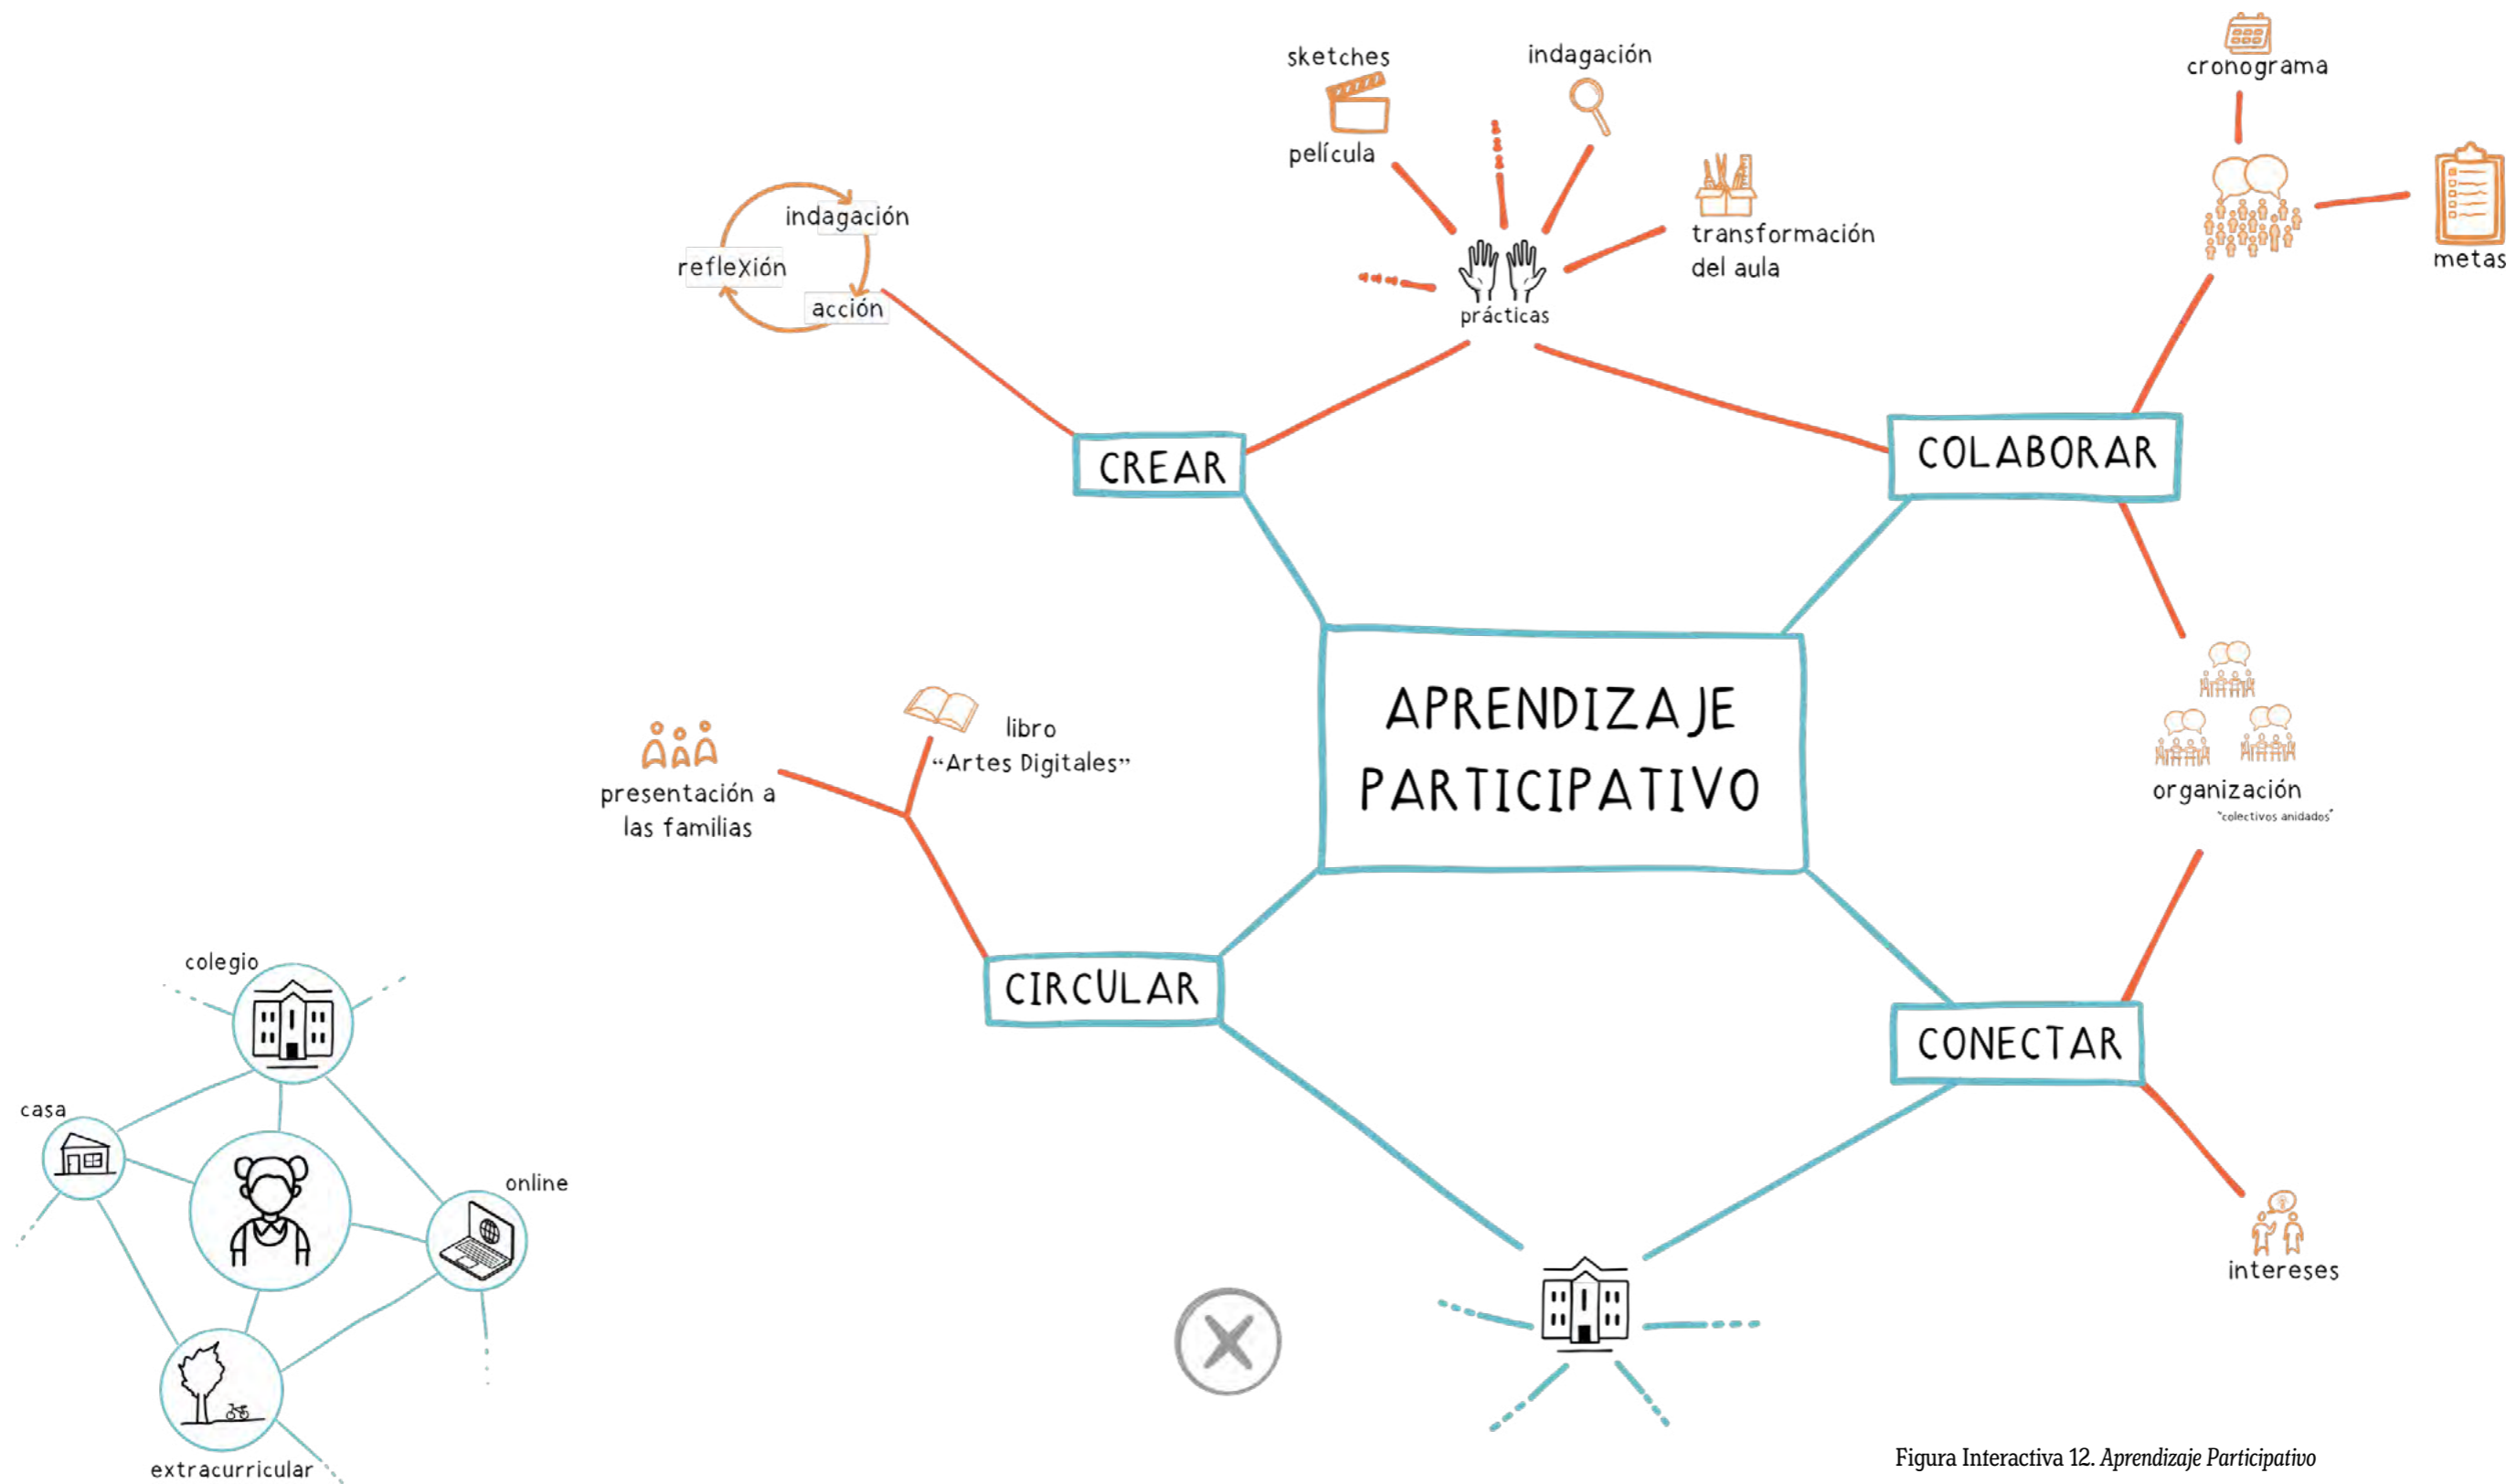 cronograma
metas
sketches
película
indagación
transformación
del aula
prácticas
indagación
refleXión
acción
CREAR
COLABORAR
APRENDIZAJE
PARTICIPATIVO
libro
“Artes Digitales”
presentación a
las familias
organización
“colectivos anidados”
CIRCULAR
CONECTAR
intereses
colegio
casa
online
extracurricular
Figura Interactiva 12. Aprendizaje Participativo